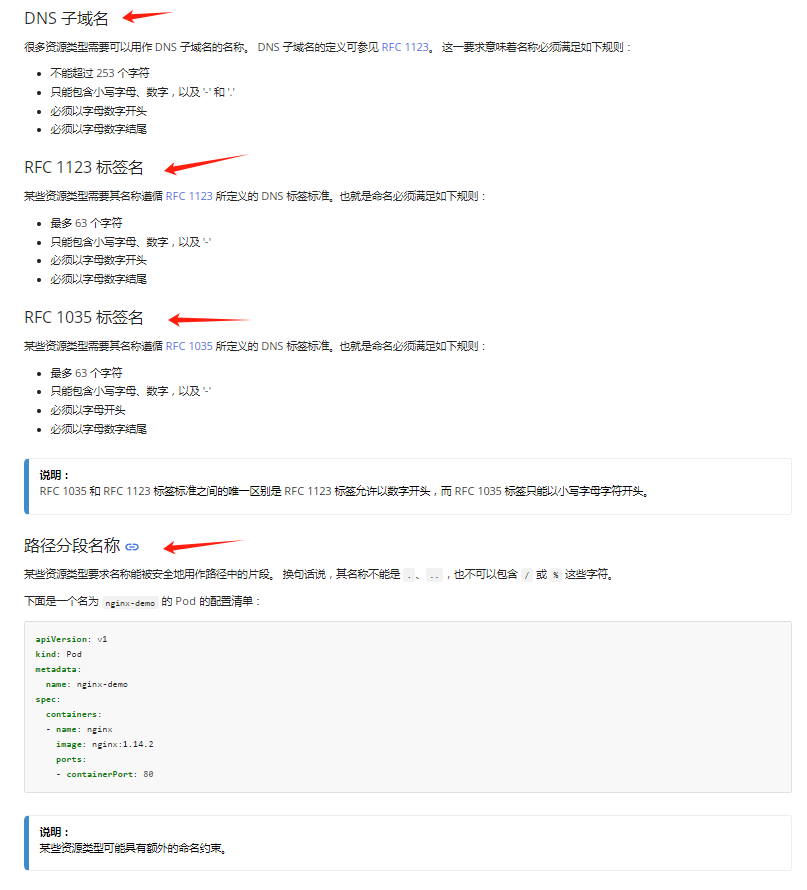 DNS 子域名
很多资源类型需要可以用作 DNS 子域名的名称。 DNS 子域名的定义可参见 RFC 1123。 这一要求意味着名称必须满足如下规则：
• 不能超过 253 个字符
• 只能包含小写字母、数字，以及 '-' 和 '.'
• 必须以字母数字开头
• 必须以字母数字结尾
RFC 1123 标签名
某些资源类型需要其名称遵循 RFC 1123 所定义的 DNS 标签标准。也就是命名必须满足如下规则：
• 最多 63 个字符
• 只能包含小写字母、数字，以及 '-'
• 必须以字母数字开头
• 必须以字母数字结尾
RFC 1035 标签名
某些资源类型需要其名称遵循 RFC 1035 所定义的 DNS 标签标准。也就是命名必须满足如下规则：
• 最多 63 个字符
• 只能包含小写字母、数字，以及 '-'
• 必须以字母开头
• 必须以字母数字结尾
说明：
RFC 1035 和 RFC 1123 标签标准之间的唯一区别是 RFC 1123 标签允许以数字开头，而 RFC 1035 标签只能以小写字母字符开头。
路径分段名称
某些资源类型要求名称能被安全地用作路径中的片段。 换句话说，其名称不能是 .、..，也不可以包含 / 或 % 这些字符。
下面是一个名为 nginx-demo 的 Pod 的配置清单：
apiVersion: v1
kind: Pod
metadata:
  name: nginx-demo
spec:
  containers:
  - name: nginx
    image: nginx:1.14.2
    ports:
    - containerPort: 80
说明：
某些资源类型可能具有额外的命名约束。